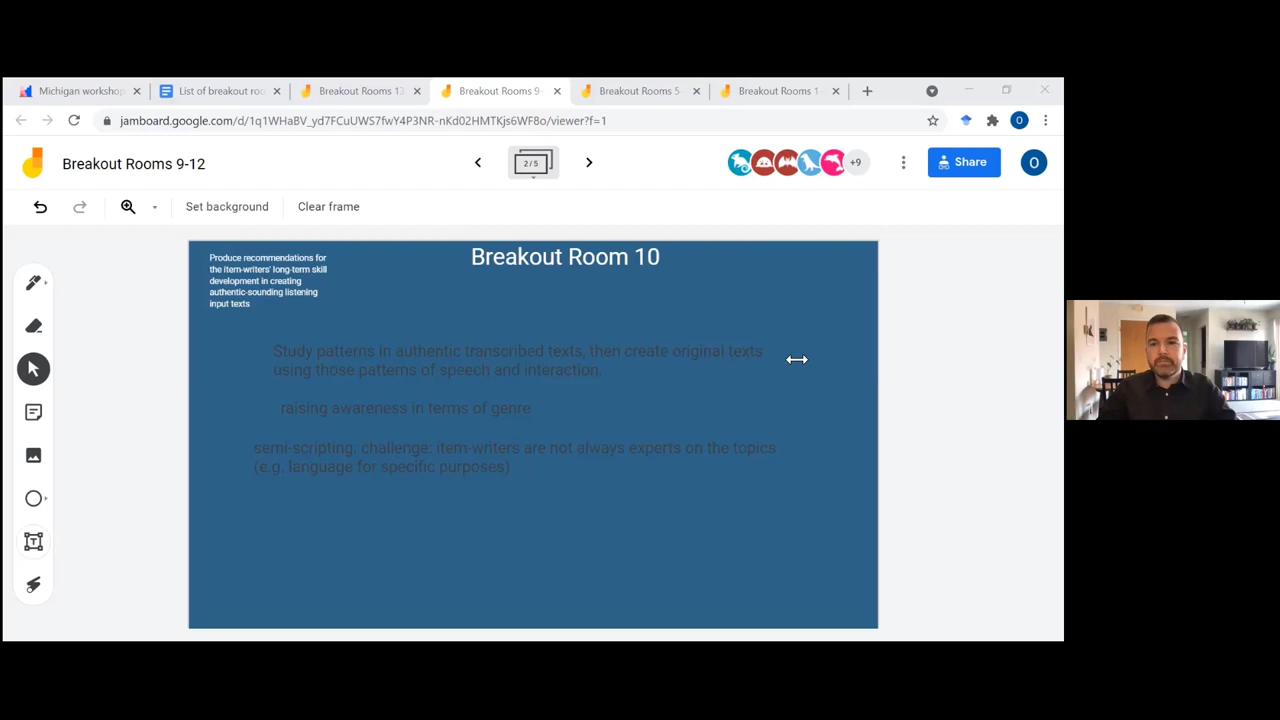 Michigan workshop
List of breakout roo
Breakout Rooms 13
Breakout Rooms 9-
Breakout Rooms 5-
Breakout Rooms 1-
jamboard.google.com/d/1q1WHaBV_yd7FCuUWS7fwY4P3NR-nKd02HMTKjs6WF8o/viewer?f=1
O
Breakout Rooms 9-12
2/5
+9
Share
O
Set background
Clear frame
Breakout Room 10
Produce recommendations for
the item-writers' long-term skill
development in creating
authentic-sounding listening
input texts
Study patterns in authentic transcribed texts, then create original texts
using those patterns of speech and interaction.
raising awareness in terms of genre
semi-scripting. challenge: item-writers are not always experts on the topics
(e.g. language for specific purposes)